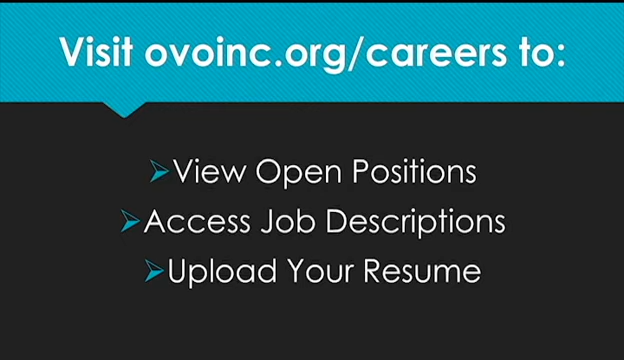 Visit ovoinc.org/careers to:
View Open Positions
Access Job Descriptions
Upload Your Resume